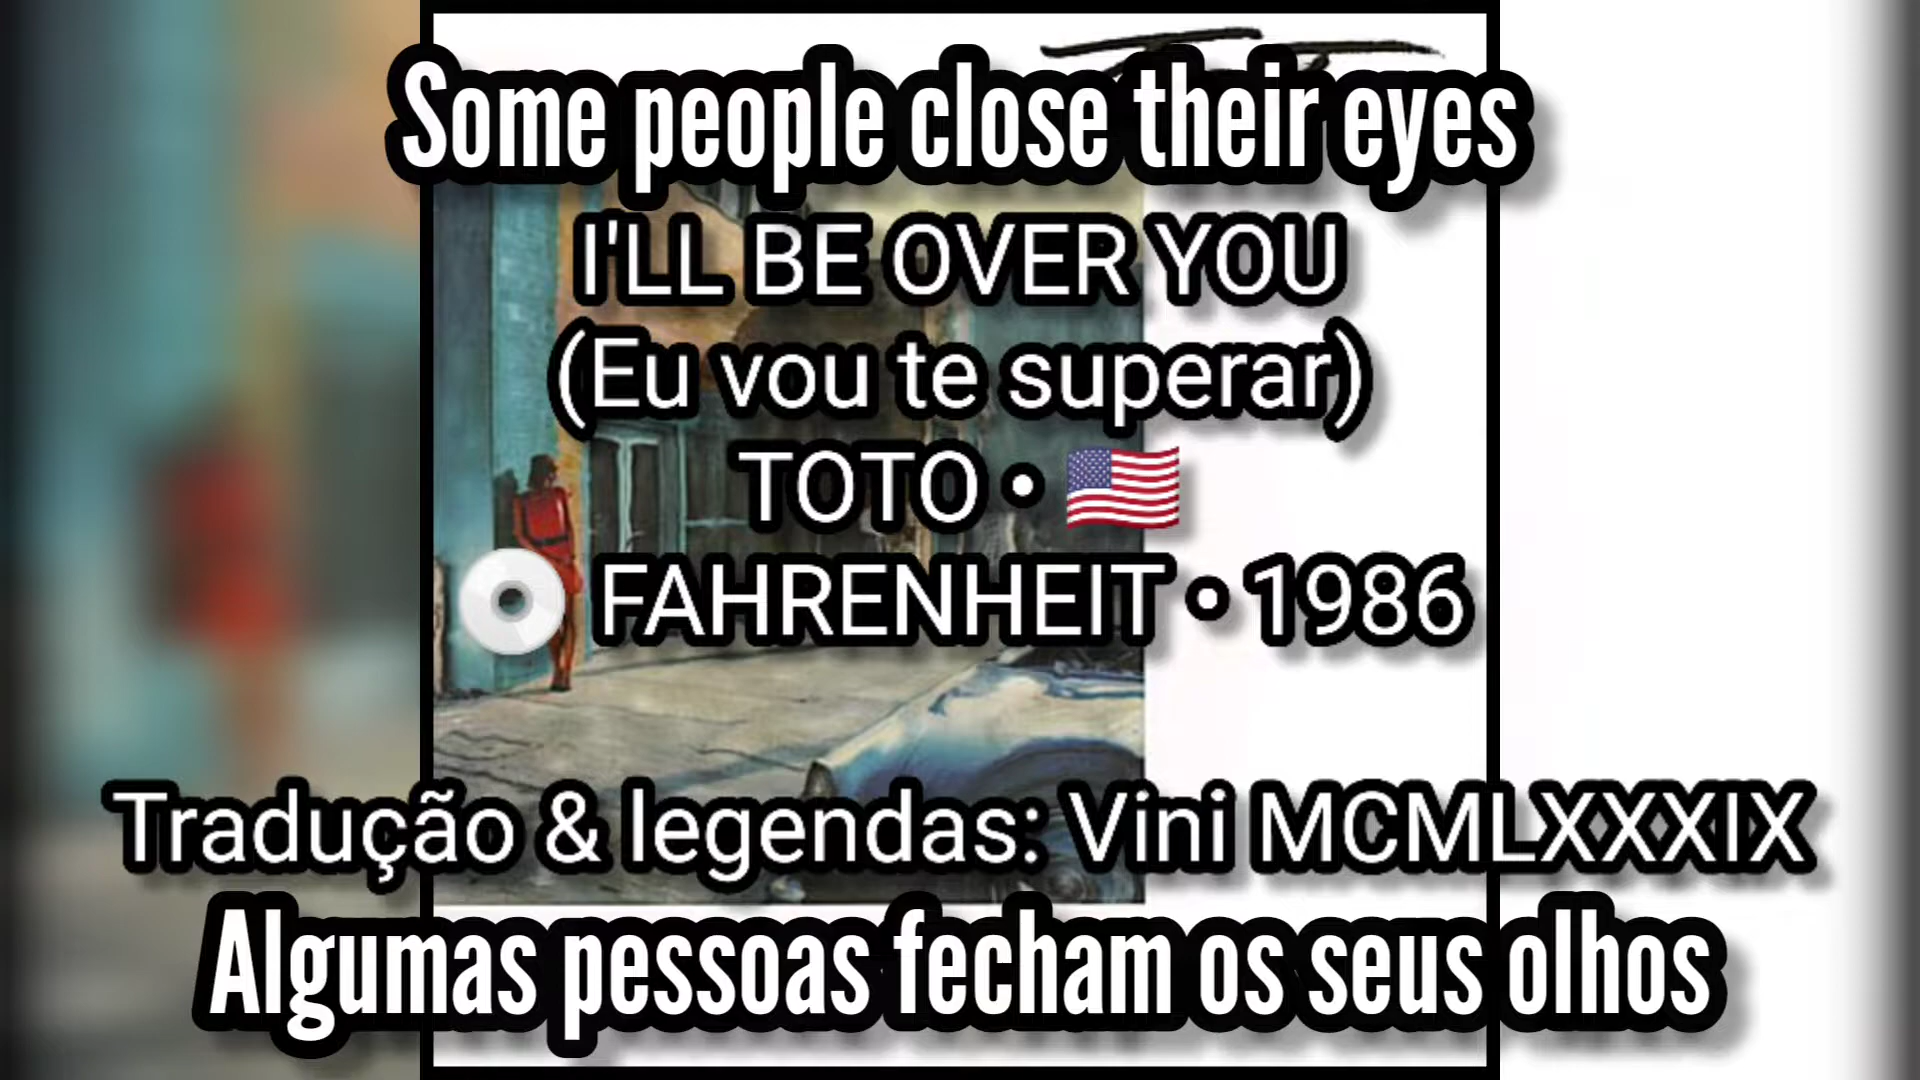 Some people close their eyes
I'LL BE OVER YOU
(Eu vou te superar)
TOTO • 🇺🇸
💿 FAHRENHEIT • 1986
Tradução & legendas: Vini MCMLXXXIX
Algumas pessoas fecham os seus olhos